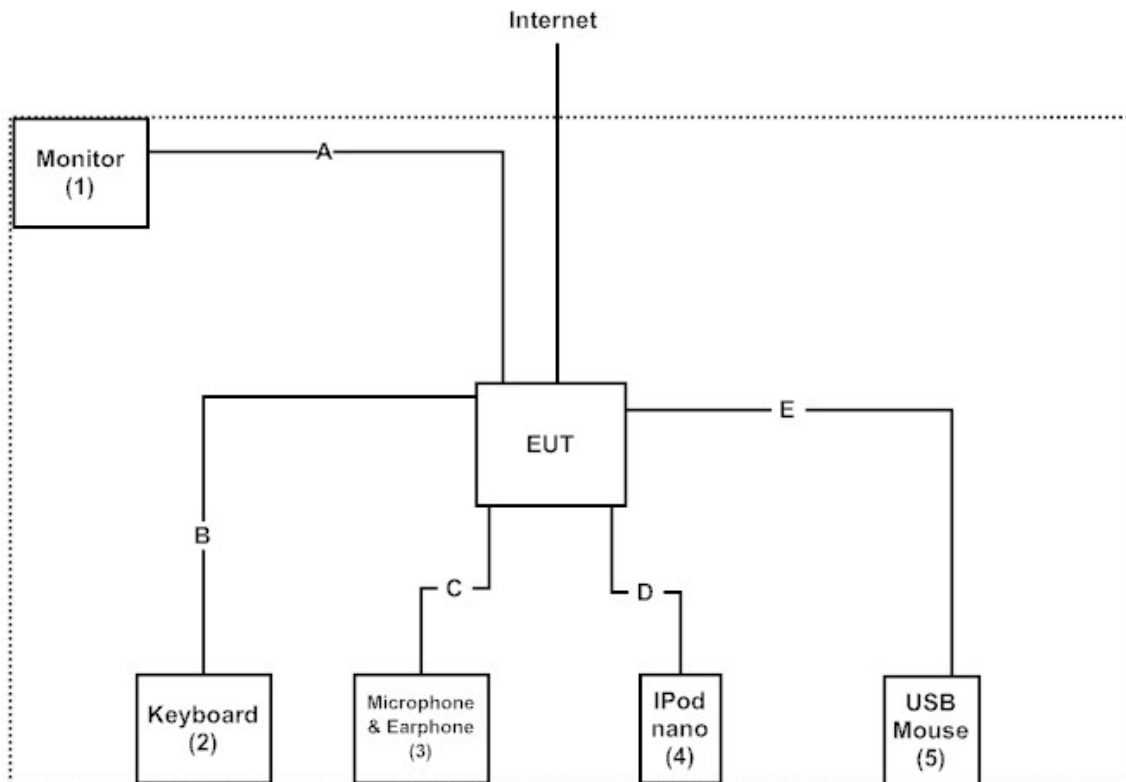 Internet
Monitor
(1)
A
EUT
E
B
C
D
Keyboard
(2)
Microphone
& Earphone
(3)
IPod
nano
(4)
USB
Mouse
(5)